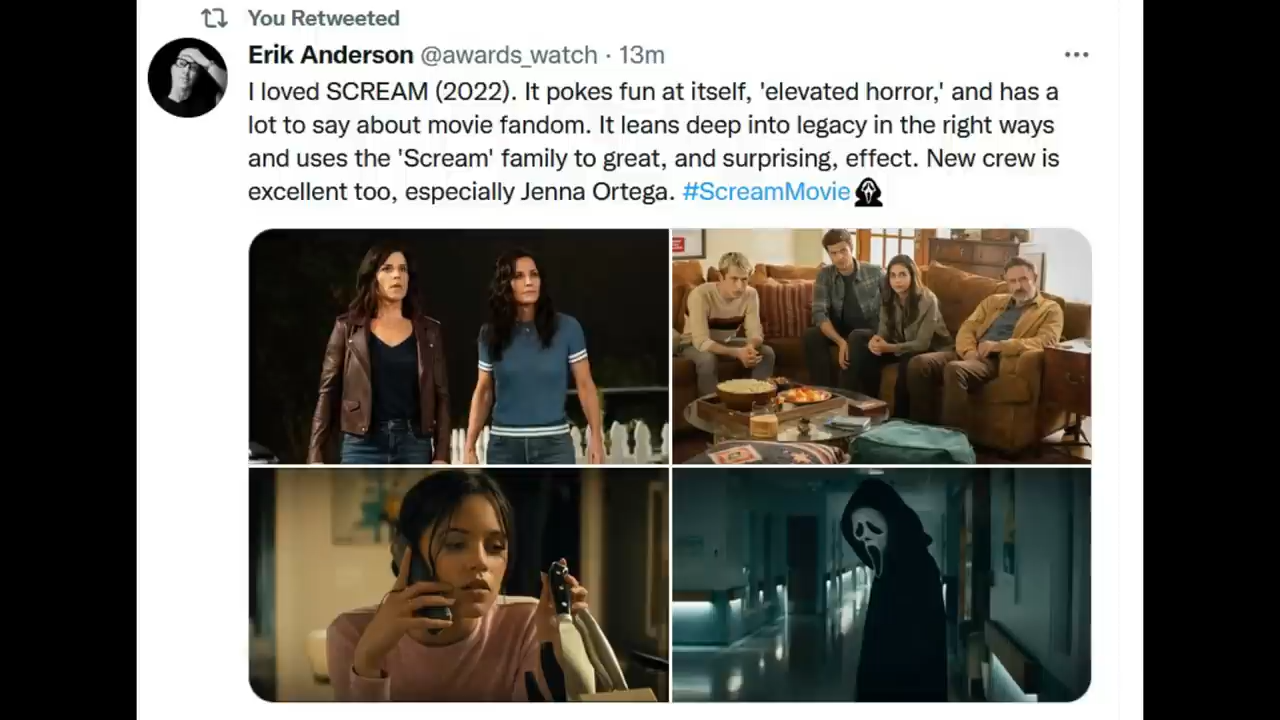 You Retweeted
Erik Anderson @awards_watch · 13m
I loved SCREAM (2022). It pokes fun at itself, 'elevated horror,' and has a
lot to say about movie fandom. It leans deep into legacy in the right ways
and uses the 'Scream' family to great, and surprising, effect. New crew is
excellent too, especially Jenna Ortega. #ScreamMovie